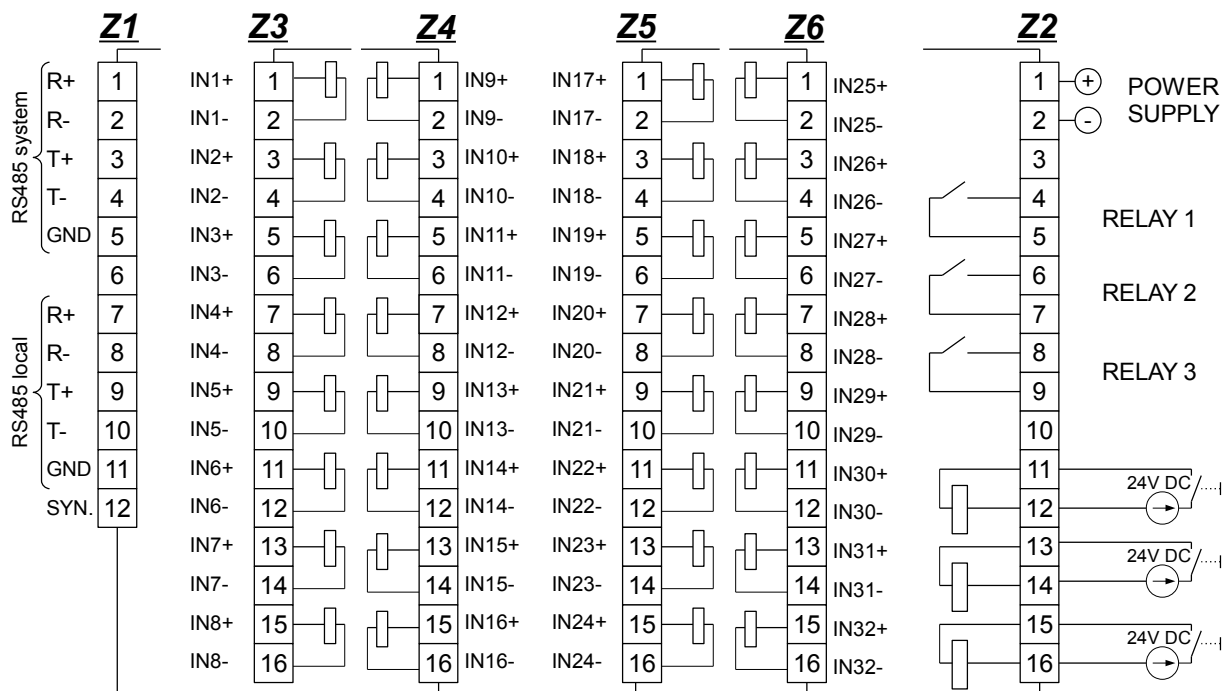 Z1 Z3 Z4 Z5 Z6 Z2
R+ 1 IN1+ 1 1 IN9+ IN17+ 1 1 IN25+ 1 + POWER
R- 2 IN1- 2 2 IN9- IN17- 2 2 IN25- 2 - SUPPLY
T+ 3 IN2+ 3 3 IN10+ IN18+ 3 3 IN26+ 3
T- 4 IN2- 4 4 IN10- IN18- 4 4 IN26- 4
GND 5 IN3+ 5 5 IN11+ IN19+ 5 5 IN27+ 5 RELAY 1
RS485 system
6 IN3- 6 6 IN11- IN19- 6 6 IN27- 6
R+ 7 IN4+ 7 7 IN12+ IN20+ 7 7 IN28+ 7 RELAY 2
R- 8 IN4- 8 8 IN12- IN20- 8 8 IN28- 8
T+ 9 IN5+ 9 9 IN13+ IN21+ 9 9 IN29+ 9 RELAY 3
T- 10 IN5- 10 10 IN13- IN21- 10 10 IN29- 10
GND 11 IN6+ 11 11 IN14+ IN22+ 11 11 IN30+ 11
RS485 local
SYN. 12 IN6- 12 12 IN14- IN22- 12 12 IN30- 12 24V DC
IN7+ 13 13 IN15+ IN23+ 13 13 IN31+ 13
IN7- 14 14 IN15- IN23- 14 14 IN31- 14 24V DC
IN8+ 15 15 IN16+ IN24+ 15 15 IN32+ 15
IN8- 16 16 IN16- IN24- 16 16 IN32- 16 24V DC